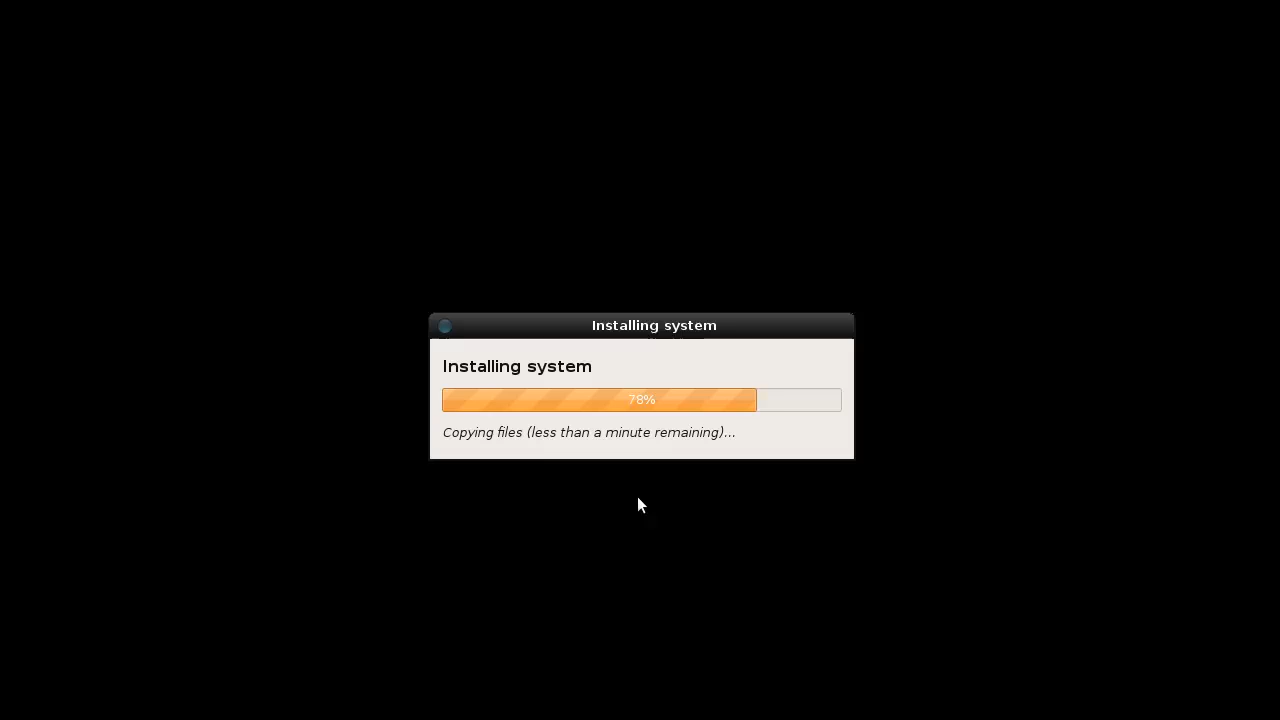 Installing system
Installing system
78%
Copying files (less than a minute remaining)...